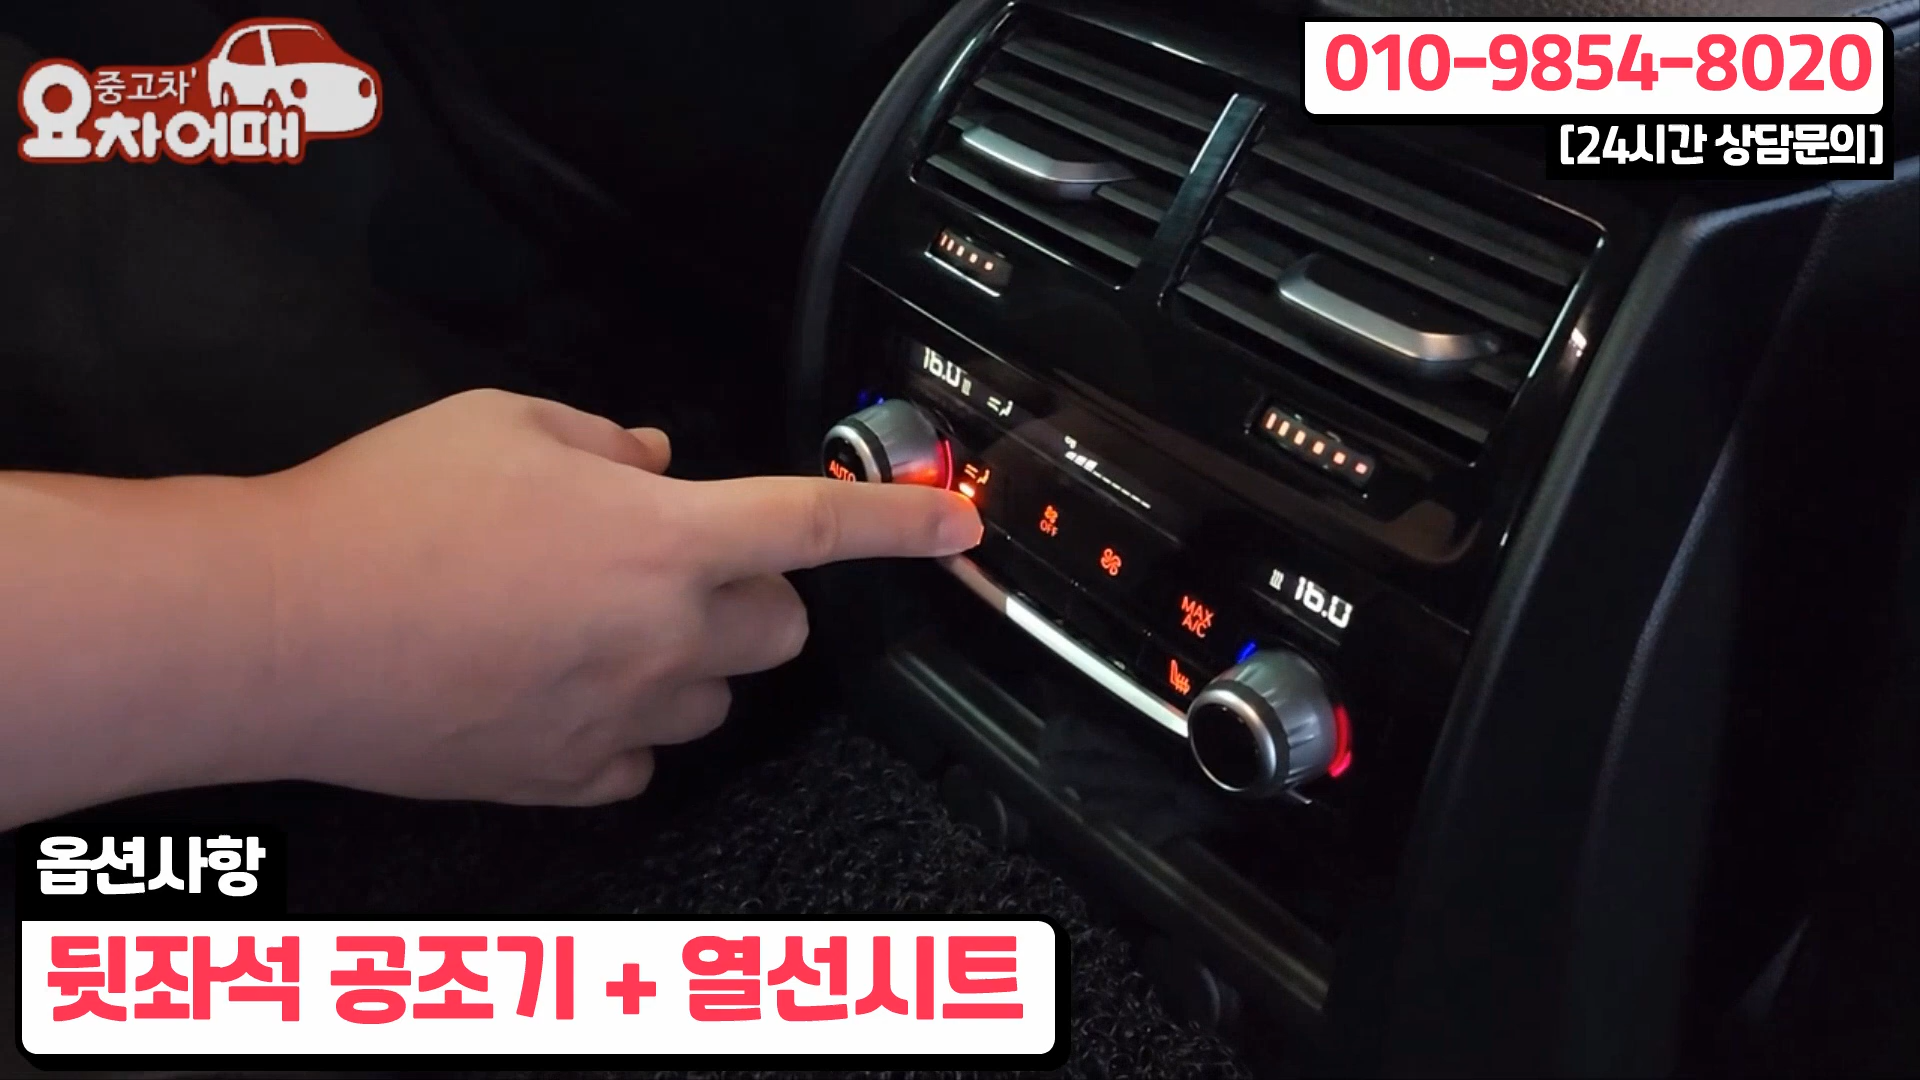 중고차'
요차어때
010-9854-8020
[24시간 상담문의]
16.0
AUTO
OFF
MAX
A/C
16.0
옵션사항
뒷좌석 공조기 + 열선시트